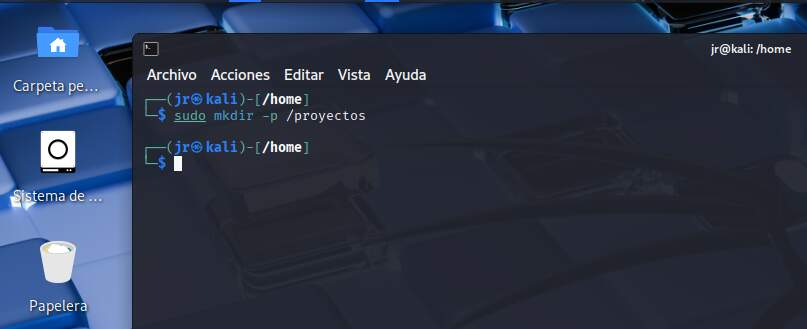 jr@kali: /home
Carpeta pe...
Archivo Acciones Editar Vista Ayuda
┌──(jr㉿kali)-[/home]
└─$ sudo mkdir -p /proyectos
┌──(jr㉿kali)-[/home]
└─$
Sistema de ...
Papelera